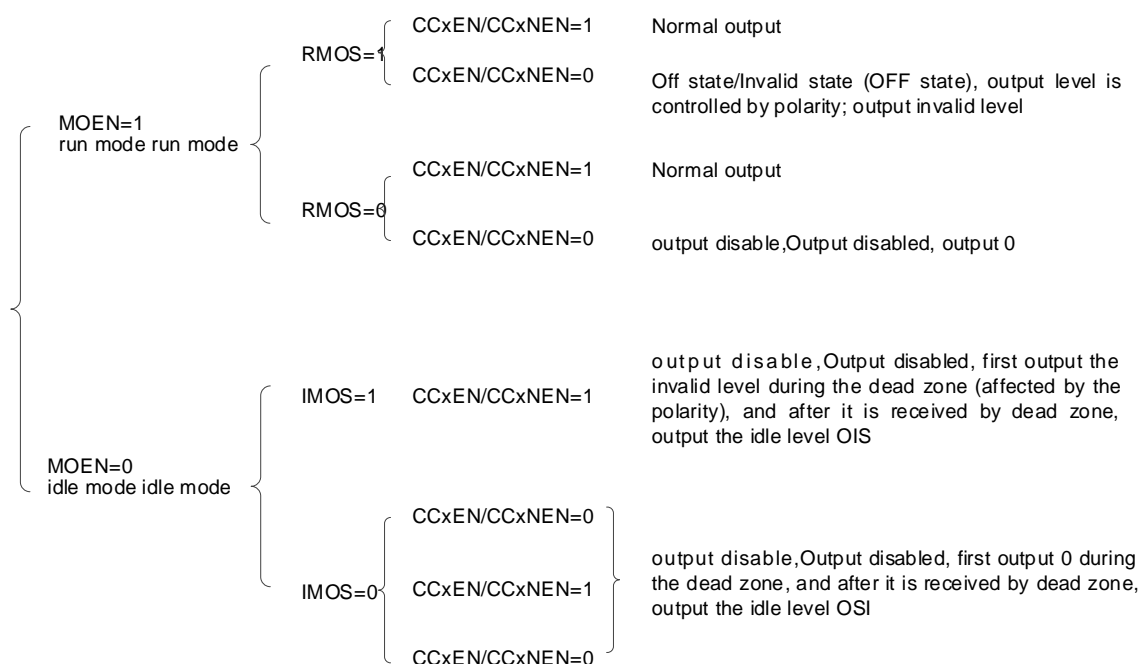 CCxEN/CCxNEN=1 Normal output
RMOS=1
CCxEN/CCxNEN=0 Off state/Invalid state (OFF state), output level is
controlled by polarity; output invalid level
MOEN=1
run mode run mode
CCxEN/CCxNEN=1 Normal output
RMOS=0
CCxEN/CCxNEN=0 output disable,Output disabled, output 0
output disable,Output disabled, first output the
invalid level during the dead zone (affected by the
IMOS=1 CCxEN/CCxNEN=1
polarity), and after it is received by dead zone,
output the idle level OIS
MOEN=0
idle mode idle mode
CCxEN/CCxNEN=0
output disable,Output disabled, first output 0 during
IMOS=0 CCxEN/CCxNEN=1
the dead zone, and after it is received by dead zone,
output the idle level OSI
CCxEN/CCxNEN=0